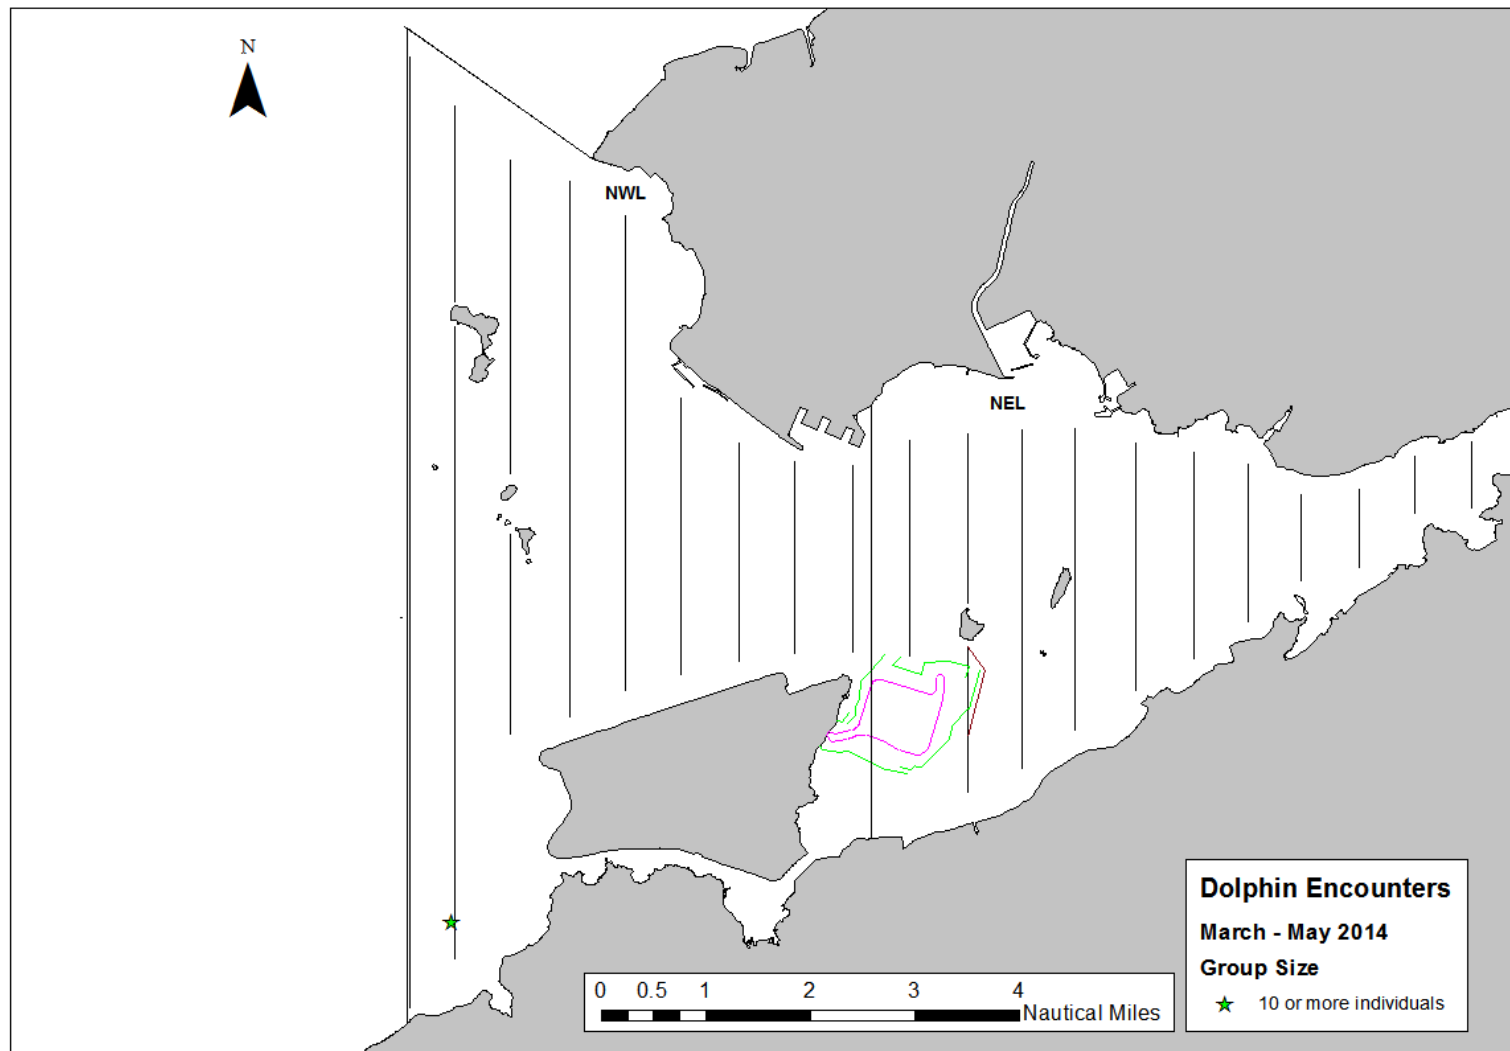 N
NWL
NEL
Dolphin Encounters
March - May 2014
Group Size
10 or more individuals
0 0.5 1 2 3 4
Nautical Miles